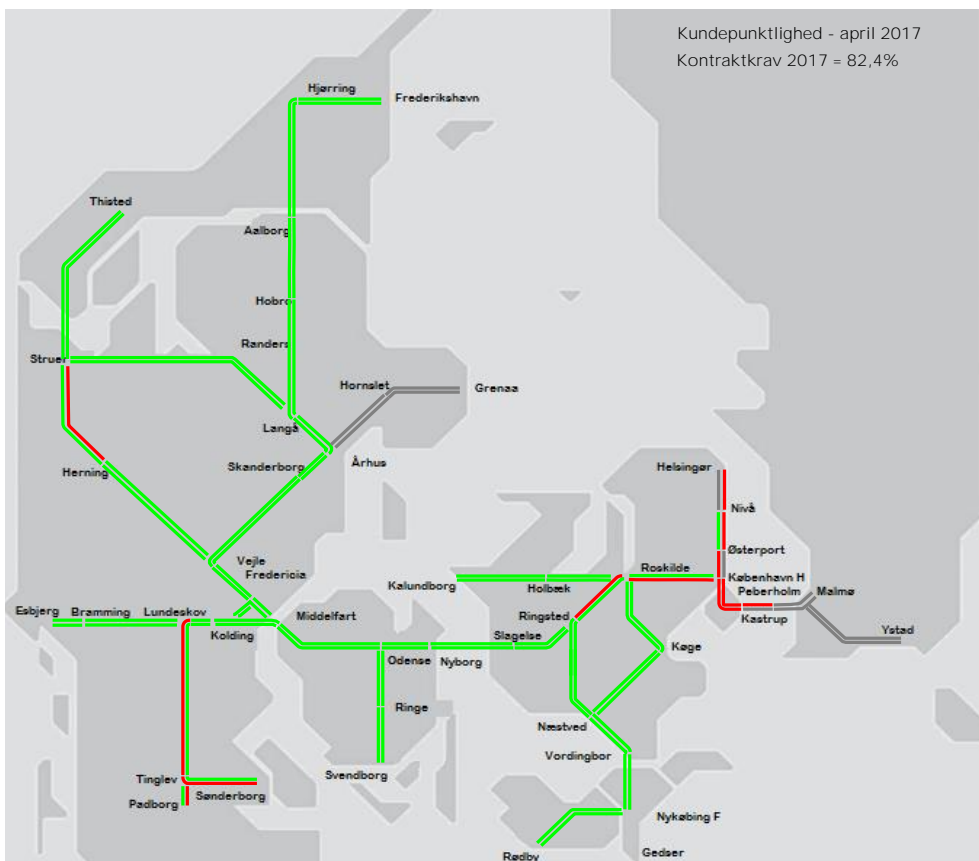 Kundepunktlighed - april 2017
Kontraktkrav 2017 = 82,4%
Hjørring
Frederikshavn
Thisted
Aalborg
Hobro
Randers
Struer
Hornslet
Grenaa
Langå
Århus
Skanderborg
Herning
Helsingør
Nivå
Østerport
Vejle
Fredericia
Roskilde
København H
Kalundborg
Holbæk
Peberholm
Malmø
Esbjerg
Bramming
Lundeskov
Middelfart
Ringsted
Kastrup
Kolding
Slagelse
Ystad
Køge
Odense
Nyborg
Ringe
Næstved
Vordingbor
Svendborg
Tinglev
Sønderborg
Padborg
Nykøbing F
Rødby
Gedser